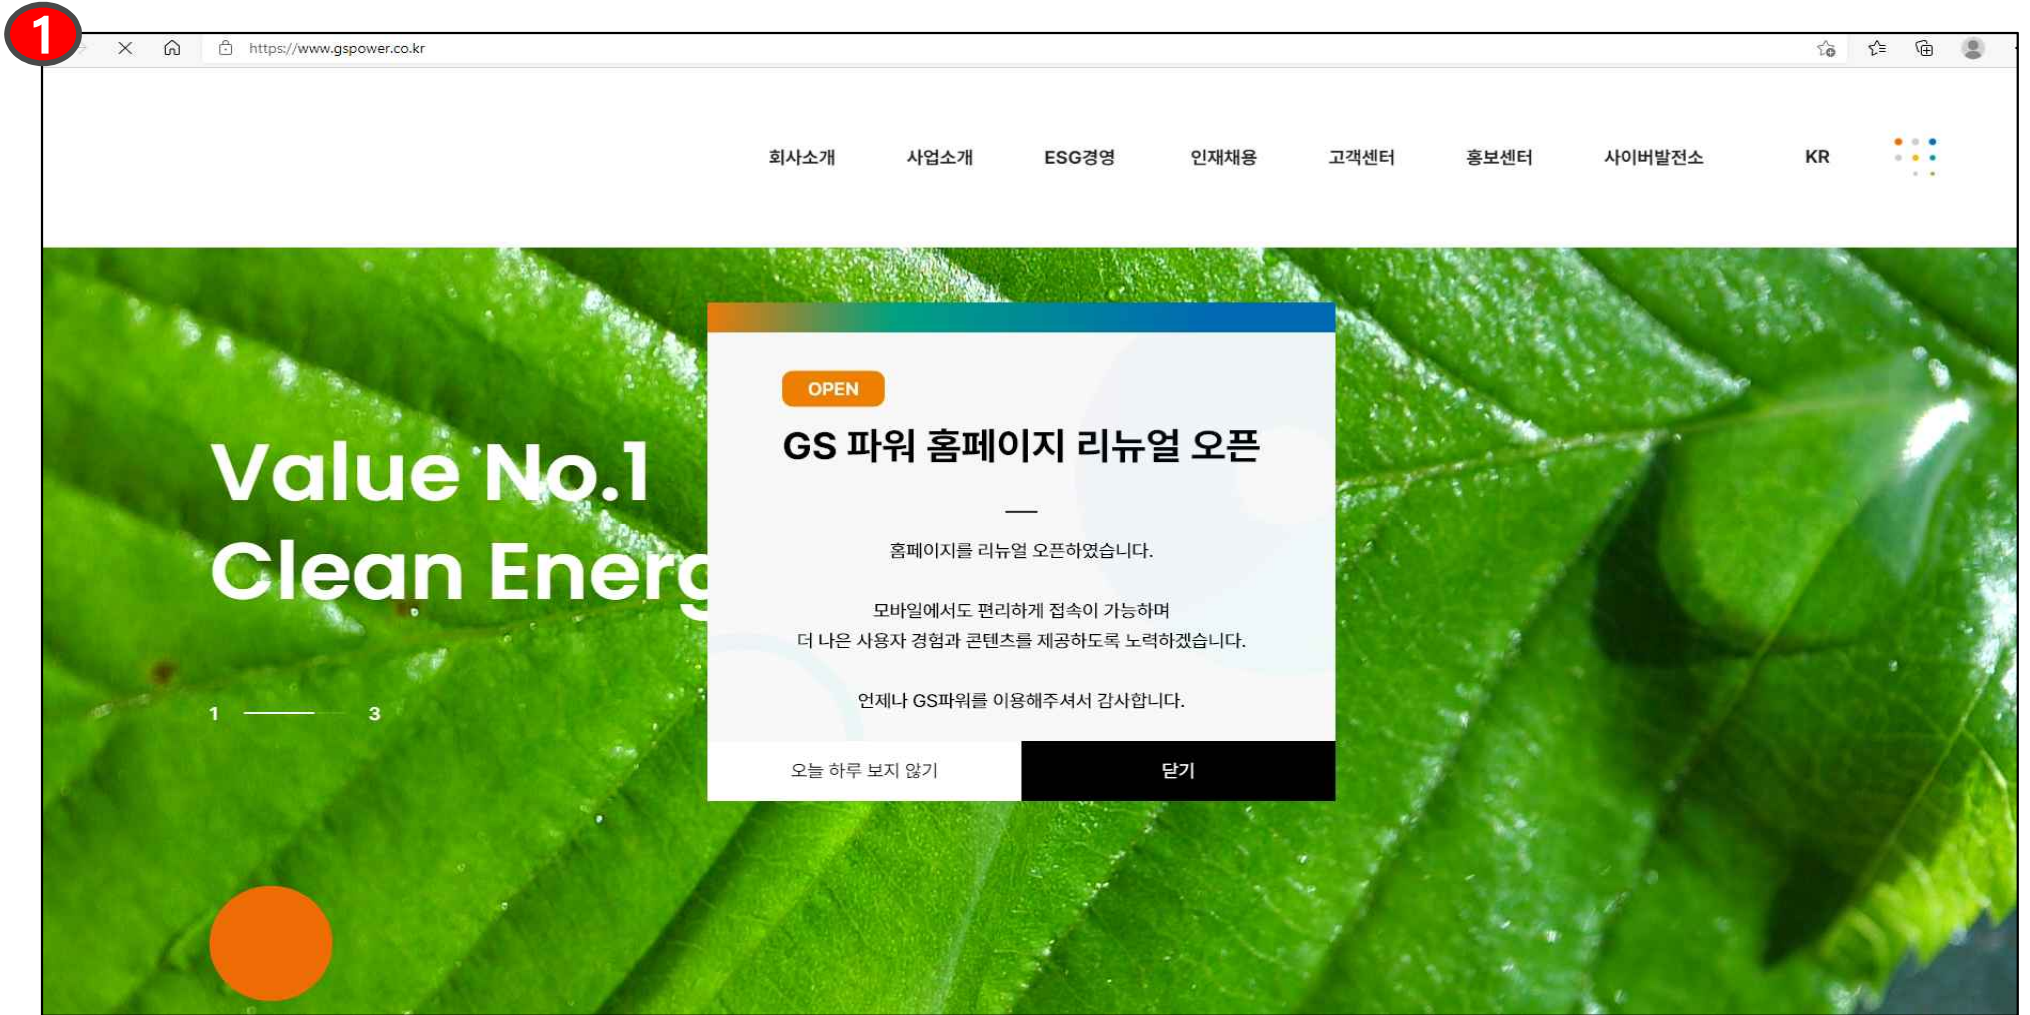 1
https://www.gspower.co.kr
회사소개 사업소개 ESG경영 인재채용 고객센터 홍보센터 사이버발전소 KR
OPEN
GS 파워 홈페이지 리뉴얼 오픈
Value No.1
Clean Energ
홈페이지를 리뉴얼 오픈하였습니다.
모바일에서도 편리하게 접속이 가능하며
더 나은 사용자 경험과 콘텐츠를 제공하도록 노력하겠습니다.
언제나 GS파워를 이용해주셔서 감사합니다.
1 3
오늘 하루 보지 않기 닫기